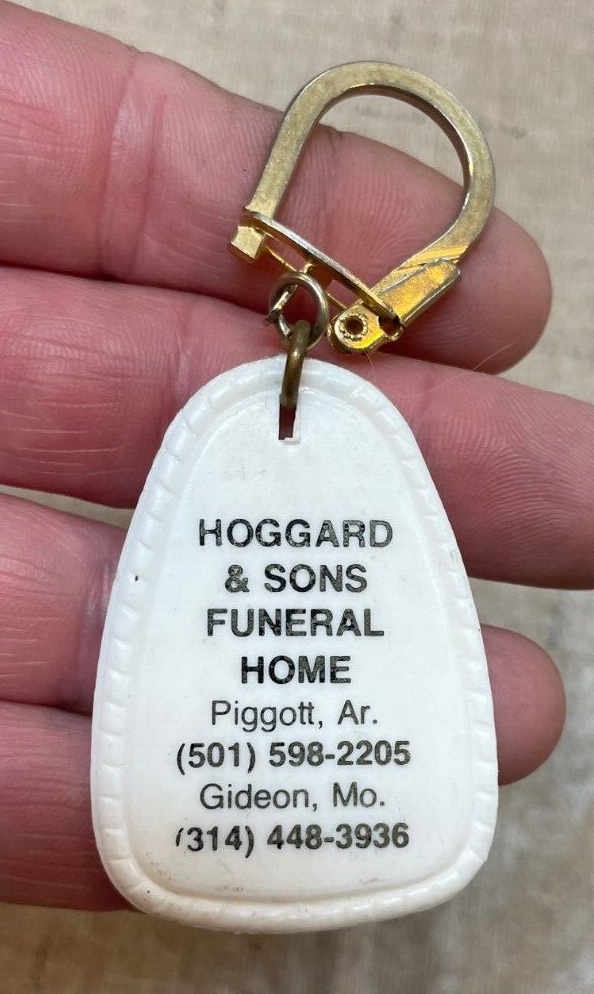 HOGGARD
& SONS
FUNERAL
HOME
Piggott, Ar.
(501) 598-2205
Gideon, Mo.
(314) 448-3936